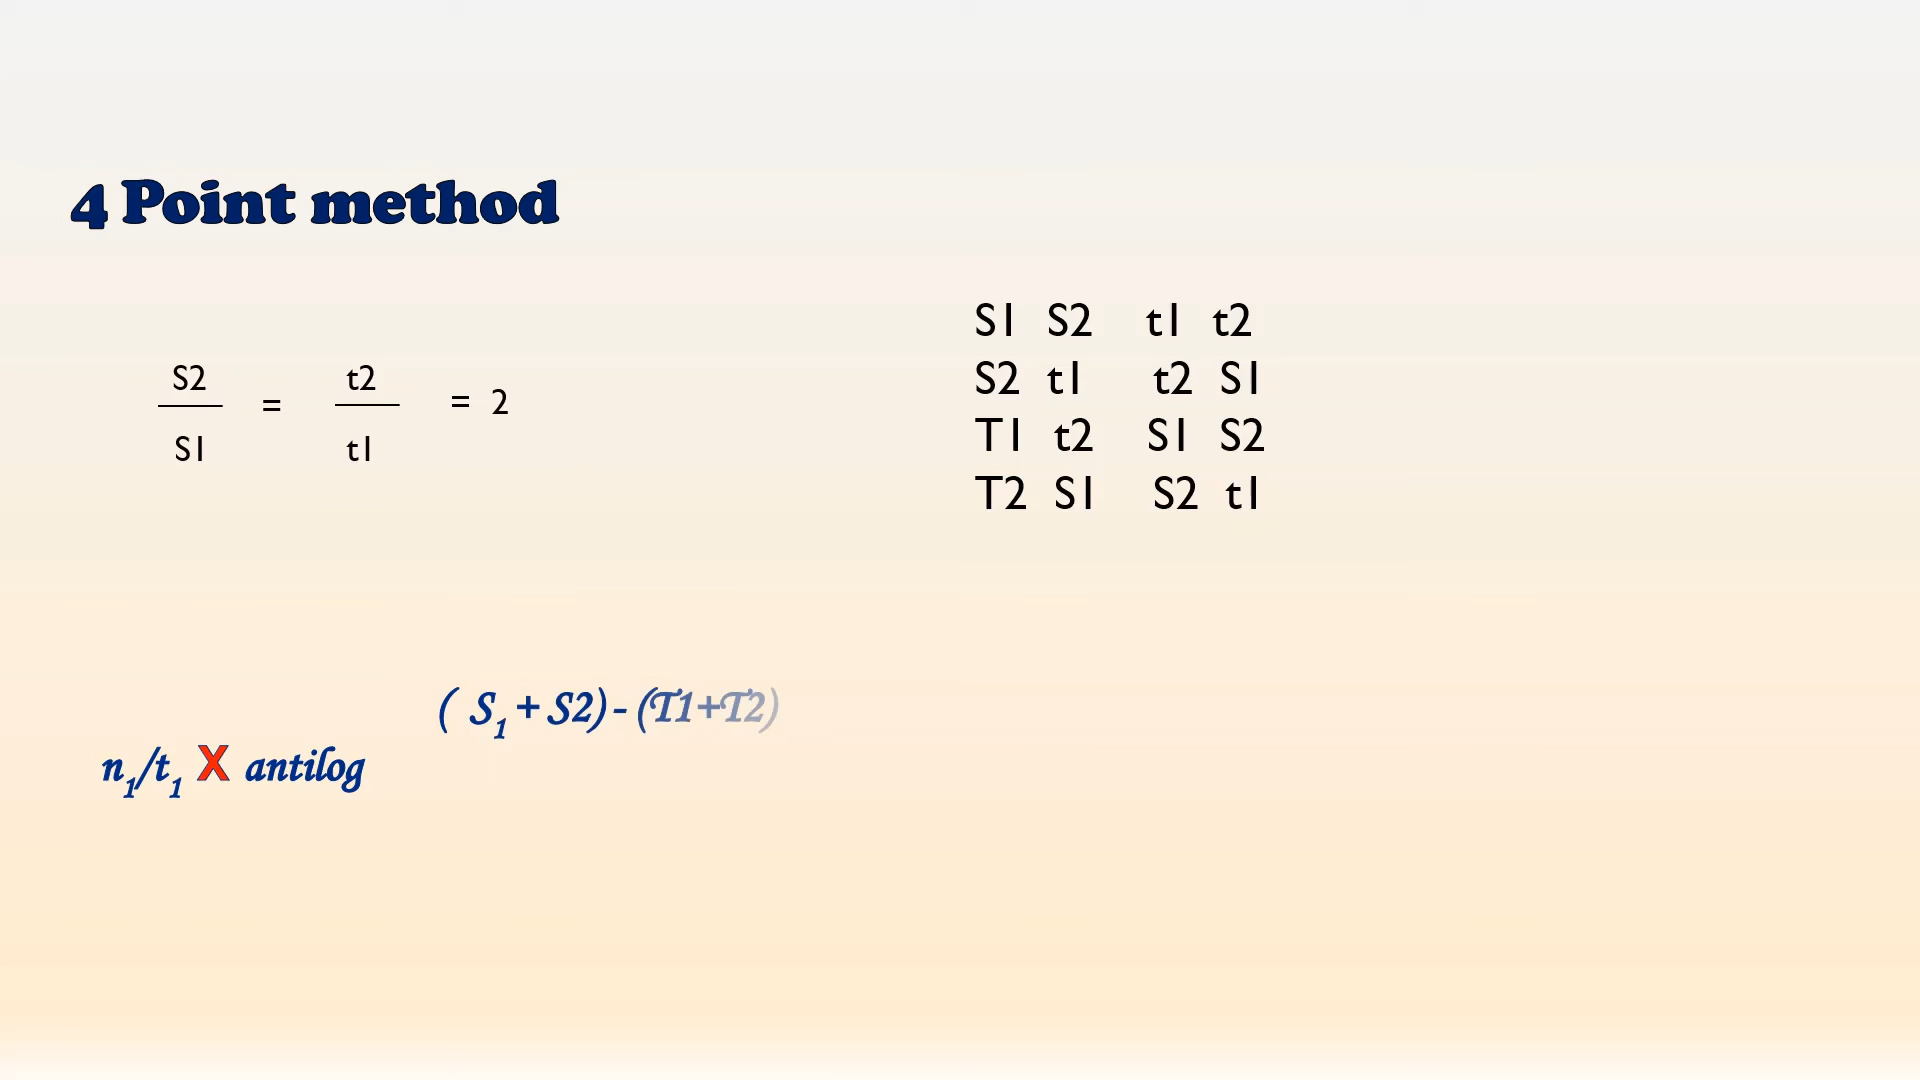 4 Point method
S2
= t2 = 2
S1 t1
S1 S2 t1 t2
S2 t1 t2 S1
T1 t2 S1 S2
T2 S1 S2 t1
( S1 + S2) - (T1+T2)
n1/t1 X antilog